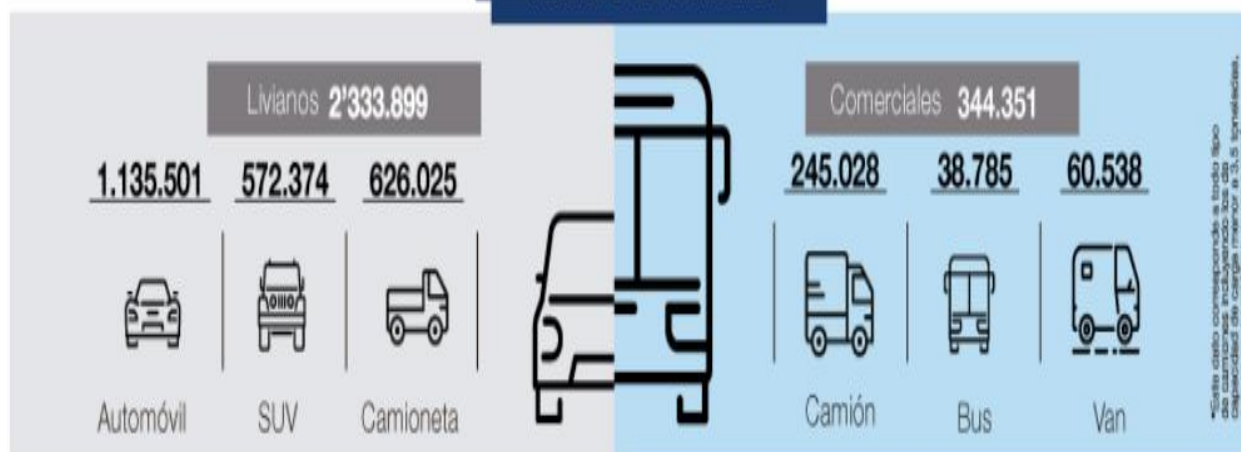 Livianos 2'333.899
1.135.501 572.374 626.025
Automóvil SUV Camioneta
Comerciales 344.351
245.028 38.785 60.538
Camión Bus Van
*Este dato corresponde a todo tipo
de camiones incluyendo los de
capacidad de carga menor a 3,5 toneladas.